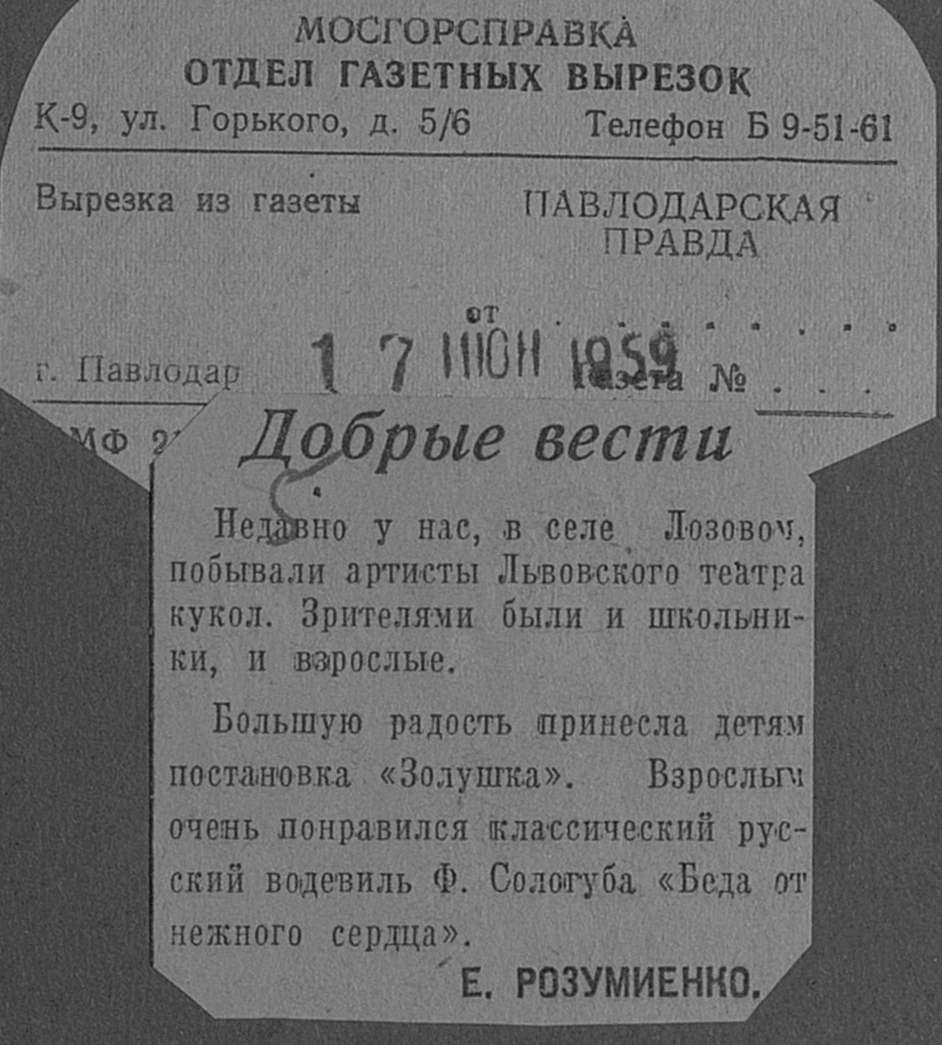 МОСГОРСПРАВКА
ОТДЕЛ ГАЗЕТНЫХ ВЫРЕЗОК
К-9, ул. Горького, д. 5/6 Телефон Б 9-51-61
Вырезка из газеты ПАВЛОДАРСКАЯ
ПРАВДА
от . . . . . . . .
г. Павлодар 17 ИЮН 1959 Газета № . . .
МФ
Добрые вести
Недавно у нас, в селе Лозовом,
побывали артисты Львовского театра
кукол. Зрителями были и школьни-
ки, и взрослые.
Большую радость принесла детям
постановка «Золушка». Взрослым
очень понравился классический рус-
ский водевиль Ф. Сологуба «Беда от
нежного сердца».
Е. РОЗУМИЕНКО.